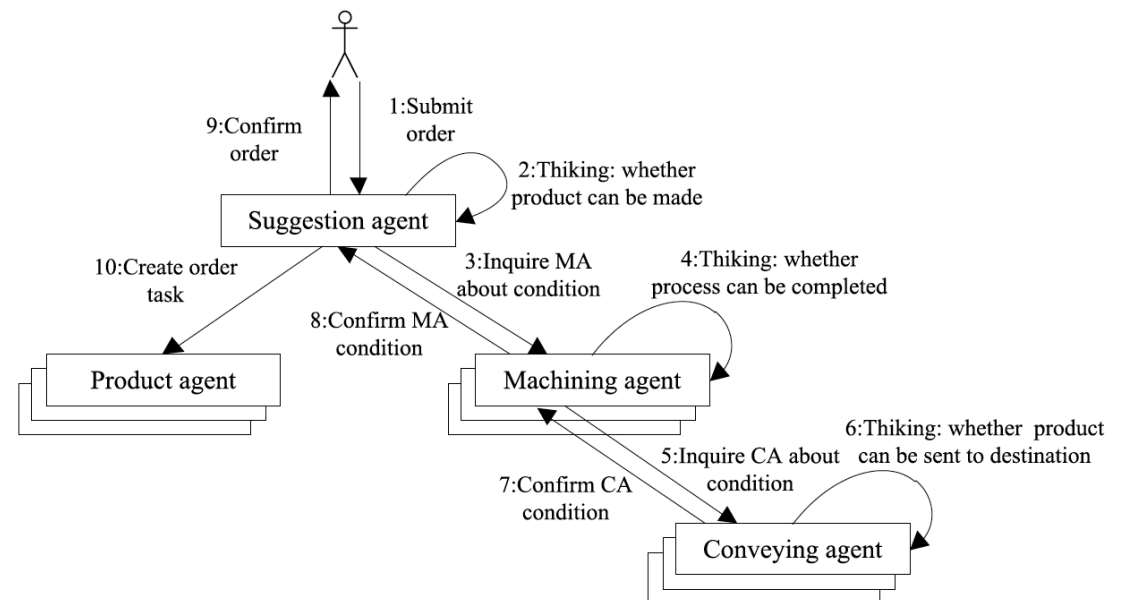 1:Submit
order
9:Confirm
order
2:Thiking: whether
product can be made
Suggestion agent
10:Create order
task
3:Inquire MA
about condition
4:Thiking: whether
process can be completed
8:Confirm MA
condition
Product agent
Machining agent
5:Inquire CA about
condition
6:Thiking: whether product
can be sent to destination
7:Confirm CA
condition
Conveying agent